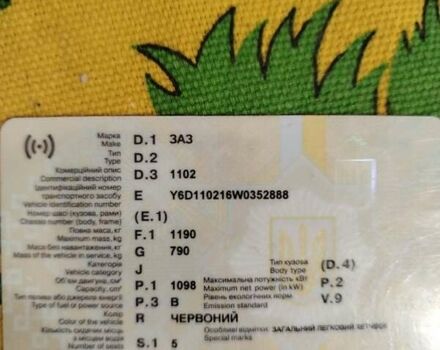 Марка
Make D.1 ЗАЗ
Тип
Type D.2
Комерційний опис
Commercial description D.3 1102
Ідентифікаційний номер
транспортного засобу E Y6D110216W0352888
Vehicle identification number
Номер шасі (кузова, рами)
Chassis number (body, frame) (E.1)
Повна маса, кг
Maximum mass, kg F.1 1190
Маса без навантаження, кг
Mass of the vehicle in service, kg G 790
Категорія
Vehicle category J Тип кузова
Body type (D.4)
Об'єм двигуна, см³
Capacity, cm³ P.1 1098 Максимальна потужність кВт
Maximum net power (in kW) P.2
Тип палива або джерела енергії
Type of fuel or power source P.3 B Рівень екологічних норм
Emission standard V.9
Колір
Color of the vehicle R ЧЕРВОНИЙ Особливі відмітки ЗАГАЛЬНИЙ ЛЕГКОВИЙ ХЕТЧБЕК
Special marks
Кількість сидячих місць
з місцем водія
Number of seats S.1 5